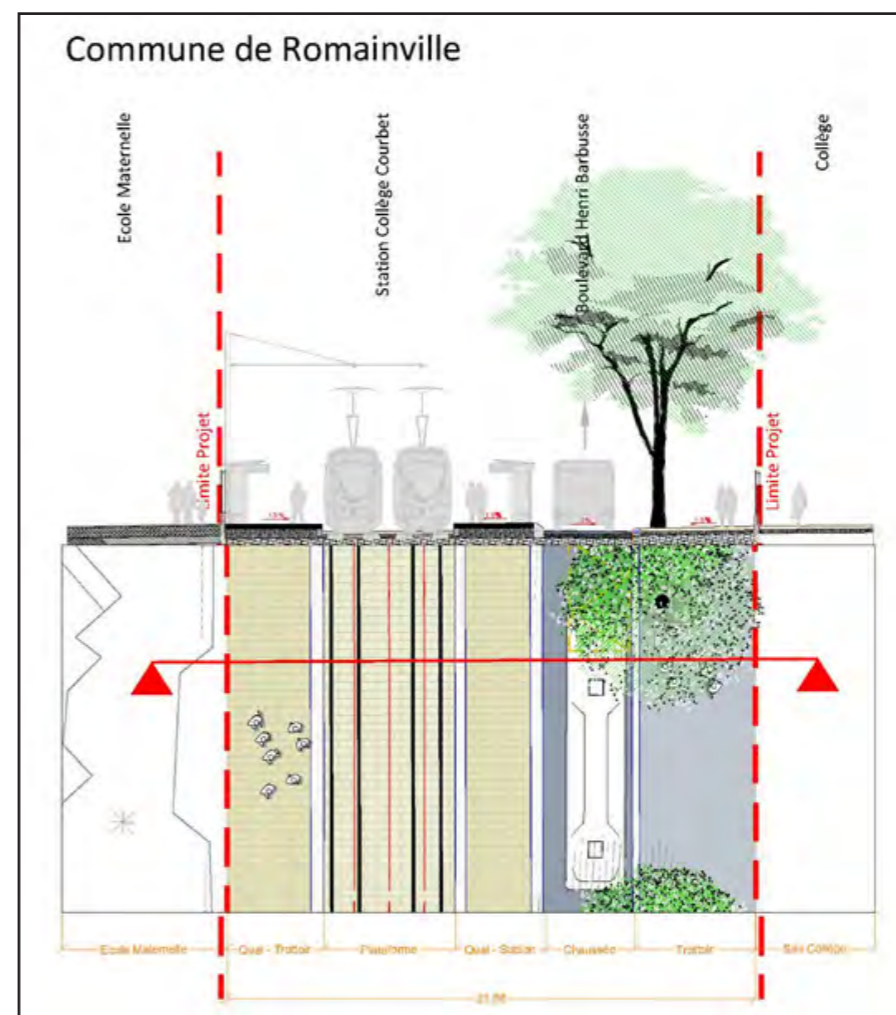 Commune de Romainville
Ecole Maternelle
Station Collège Courbet
Boulevard Henri Barbusse
Collège
Limite Projet
Limite Projet
Ecole Maternelle
Quai - Trottoir
Plateforme
Quai - Station
Chaussée
Trottoir